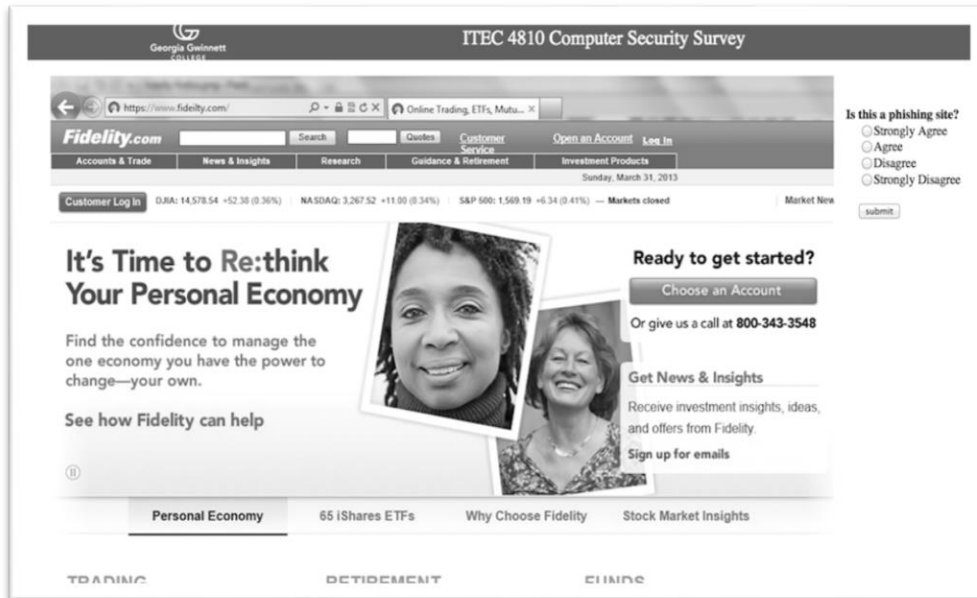 Georgia Gwinnett
COLLEGE
ITEC 4810 Computer Security Survey
https://www.fideilty.com/
Online Trading, ETFs, Mutu...
Fidelity.com
Search
Quotes
Customer
Service
Open an Account
Log In
Accounts & Trade
News & Insights
Research
Guidance & Retirement
Investment Products
Sunday, March 31, 2013
Customer Log In
DJIA: 14,578.54 +52.38 (0.36%)
NASDAQ: 3,267.52 +11.00 (0.34%)
S&P 500: 1,569.19 +6.34 (0.41%) — Markets closed
Market New
It's Time to Re:think
Your Personal Economy
Find the confidence to manage the
one economy you have the power to
change—your own.
See how Fidelity can help
Ready to get started?
Choose an Account
Or give us a call at 800-343-3548
Get News & Insights
Receive investment insights, ideas,
and offers from Fidelity.
Sign up for emails
Personal Economy
65 iShares ETFs
Why Choose Fidelity
Stock Market Insights
TRADING
RETIREMENT
FUNDS
Is this a phishing site?
Strongly Agree
Agree
Disagree
Strongly Disagree
submit